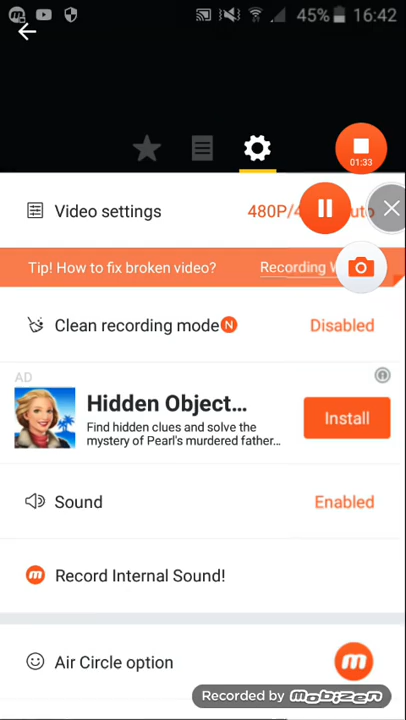 45% 16:42
01:33
Video settings 480P/4
Tip! How to fix broken video? Recording
Clean recording mode N Disabled
AD
Hidden Object...
Find hidden clues and solve the
mystery of Pearl's murdered father...
Install
Sound Enabled
m Record Internal Sound!
Air Circle option m
Recorded by mobizen